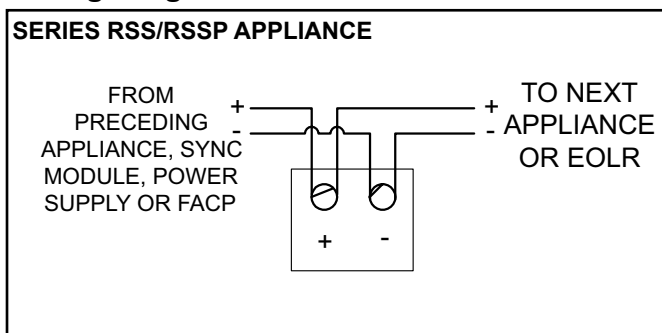 SERIES RSS/RSSP APPLIANCE
FROM
PRECEDING
APPLIANCE, SYNC
MODULE, POWER
SUPPLY OR FACP
+
-
+
-
TO NEXT
APPLIANCE
OR EOLR
+ -